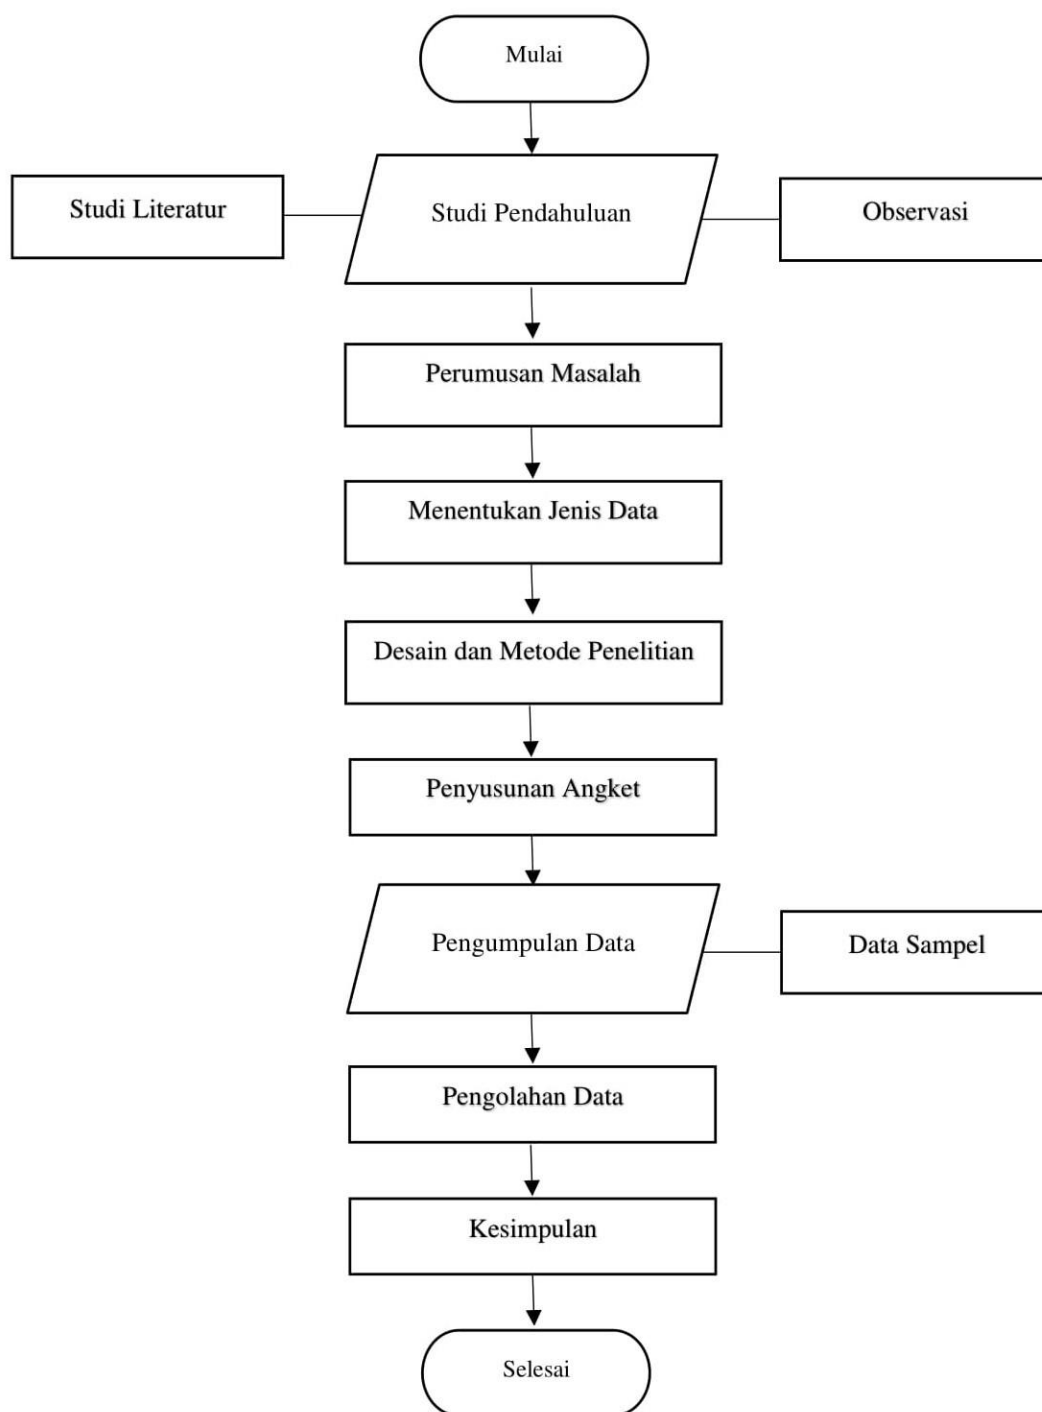 Mulai
Studi Literatur
Studi Pendahuluan
Observasi
Perumusan Masalah
Menentukan Jenis Data
Desain dan Metode Penelitian
Penyusunan Angket
Pengumpulan Data
Data Sampel
Pengolahan Data
Kesimpulan
Selesai